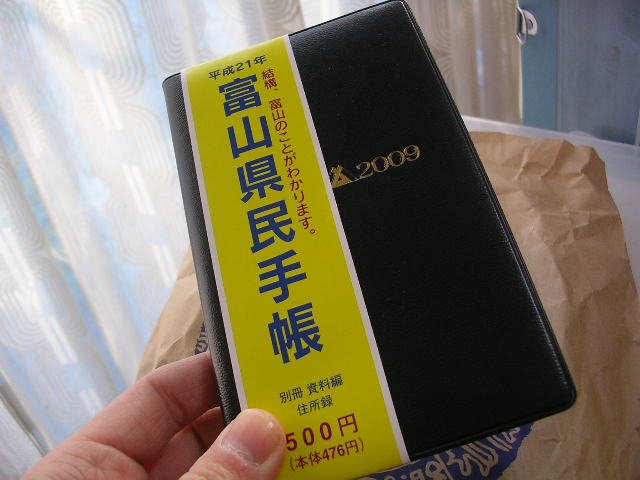 平成21年
富山県民手帳
結構、富山のことがわかります。
別冊 資料編
住所録
500円
(本体476円)
2009